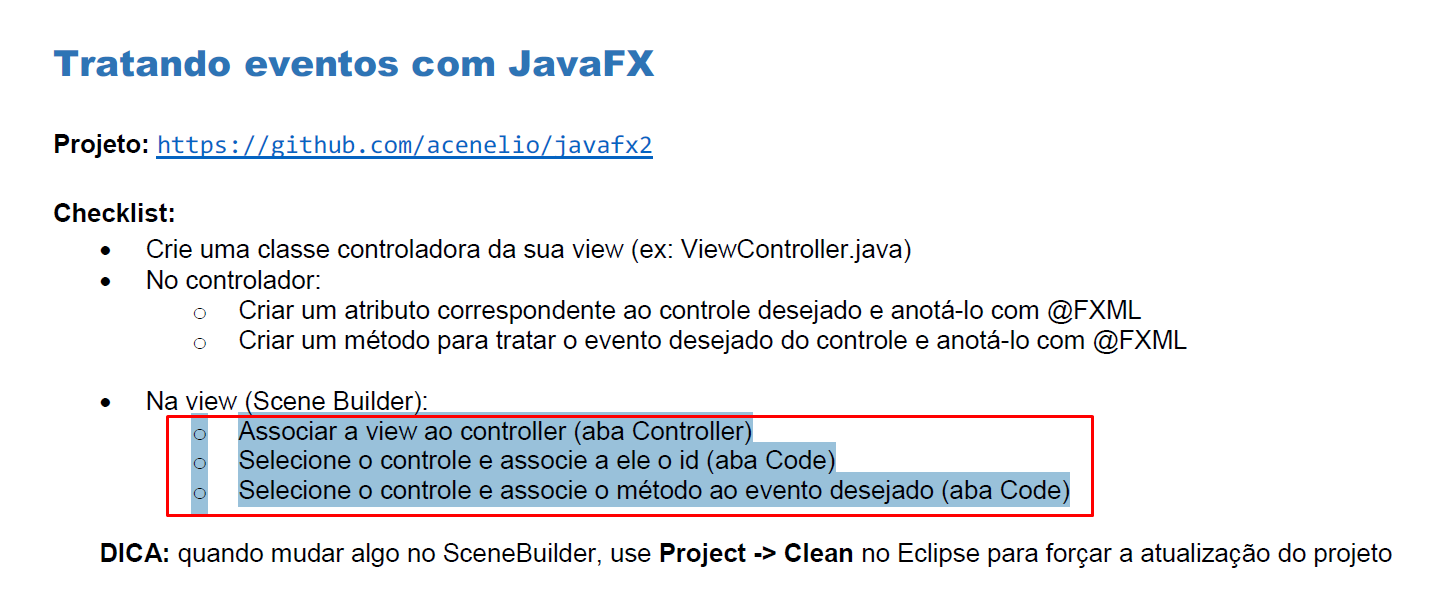 Tratando eventos com JavaFX
Projeto: https://github.com/acenelio/javafx2
Checklist:
• Crie uma classe controladora da sua view (ex: ViewController.java)
• No controlador:
o Criar um atributo correspondente ao controle desejado e anotá-lo com @FXML
o Criar um método para tratar o evento desejado do controle e anotá-lo com @FXML
• Na view (Scene Builder):
o Associar a view ao controller (aba Controller)
o Selecione o controle e associe a ele o id (aba Code)
o Selecione o controle e associe o método ao evento desejado (aba Code)
DICA: quando mudar algo no SceneBuilder, use Project -> Clean no Eclipse para forçar a atualização do projeto